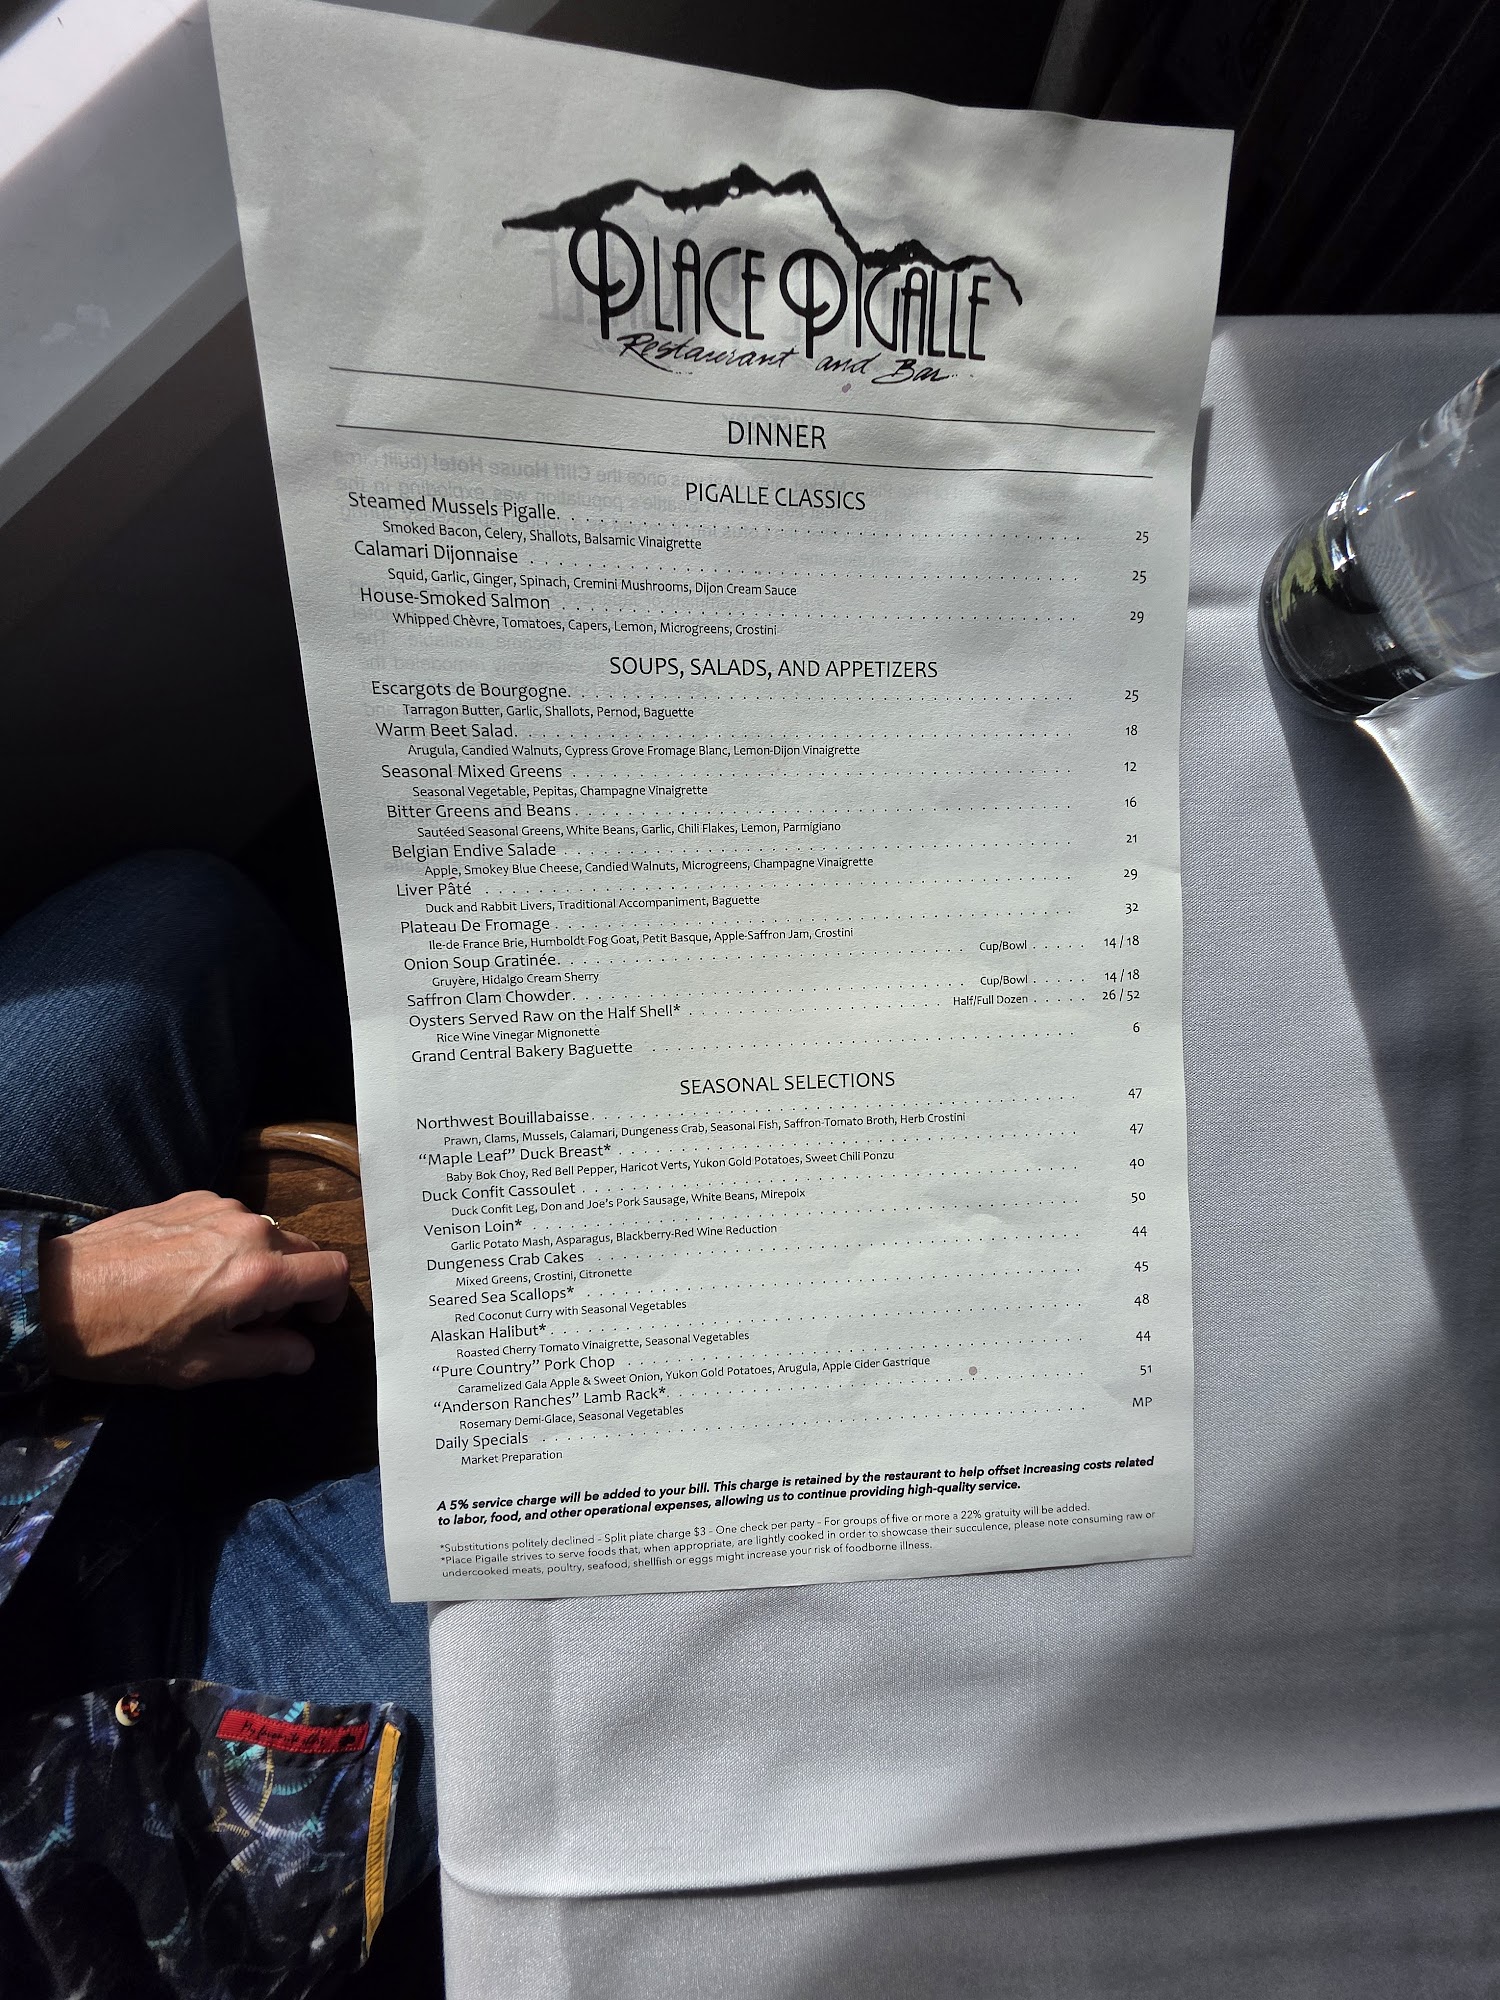 PLACE PIGALLE
Restaurant and Bar
DINNER
PIGALLE CLASSICS
Steamed Mussels Pigalle. . . . . . . . . . 25
Smoked Bacon, Celery, Shallots, Balsamic Vinaigrette
Calamari Dijonnaise . . . . . . . . . . 25
Squid, Garlic, Ginger, Spinach, Cremini Mushrooms, Dijon Cream Sauce
House-Smoked Salmon . . . . . . . . . . 29
Whipped Chèvre, Tomatoes, Capers, Lemon, Microgreens, Crostini
SOUPS, SALADS, AND APPETIZERS
Escargots de Bourgogne. . . . . . . . . . 25
Tarragon Butter, Garlic, Shallots, Pernod, Baguette
Warm Beet Salad. . . . . . . . . . 18
Arugula, Candied Walnuts, Cypress Grove Fromage Blanc, Lemon-Dijon Vinaigrette
Seasonal Mixed Greens . . . . . . . . . . 12
Seasonal Vegetable, Pepitas, Champagne Vinaigrette
Bitter Greens and Beans . . . . . . . . . . 16
Sautéed Seasonal Greens, White Beans, Garlic, Chili Flakes, Lemon, Parmigiano
Belgian Endive Salade . . . . . . . . . . 21
Apple, Smokey Blue Cheese, Candied Walnuts, Microgreens, Champagne Vinaigrette
Liver Pâté . . . . . . . . . . 29
Duck and Rabbit Livers, Traditional Accompaniment, Baguette
Plateau De Fromage . . . . . . . . . . 32
Ile-de France Brie, Humboldt Fog Goat, Petit Basque, Apple-Saffron Jam, Crostini
Onion Soup Gratinée. . . . . . . . . . Cup/Bowl . . . . . 14 / 18
Gruyère, Hidalgo Cream Sherry
Saffron Clam Chowder. . . . . . . . . . Cup/Bowl . . . . . 14 / 18
Oysters Served Raw on the Half Shell* . . . . . . . . . . Half/Full Dozen . . . . . 26 / 52
Rice Wine Vinegar Mignonette
Grand Central Bakery Baguette . . . . . . . . . . 6
SEASONAL SELECTIONS
Northwest Bouillabaisse. . . . . . . . . . 47
Prawn, Clams, Mussels, Calamari, Dungeness Crab, Seasonal Fish, Saffron-Tomato Broth, Herb Crostini
“Maple Leaf” Duck Breast* . . . . . . . . . . 47
Baby Bok Choy, Red Bell Pepper, Haricot Verts, Yukon Gold Potatoes, Sweet Chili Ponzu
Duck Confit Cassoulet . . . . . . . . . . 40
Duck Confit Leg, Don and Joe's Pork Sausage, White Beans, Mirepoix
Venison Loin* . . . . . . . . . . 50
Garlic Potato Mash, Asparagus, Blackberry-Red Wine Reduction
Dungeness Crab Cakes . . . . . . . . . . 44
Mixed Greens, Crostini, Citronette
Seared Sea Scallops* . . . . . . . . . . 45
Red Coconut Curry with Seasonal Vegetables
Alaskan Halibut* . . . . . . . . . . 48
Roasted Cherry Tomato Vinaigrette, Seasonal Vegetables
“Pure Country” Pork Chop . . . . . . . . . . 44
Caramelized Gala Apple & Sweet Onion, Yukon Gold Potatoes, Arugula, Apple Cider Gastrique
“Anderson Ranches” Lamb Rack*. . . . . . . . . . 51
Rosemary Demi-Glace, Seasonal Vegetables
Daily Specials . . . . . . . . . . MP
Market Preparation
A 5% service charge will be added to your bill. This charge is retained by the restaurant to help offset increasing costs related
to labor, food, and other operational expenses, allowing us to continue providing high-quality service.
*Substitutions politely declined - Split plate charge $3 - One check per party - For groups of five or more a 22% gratuity will be added.
*Place Pigalle strives to serve foods that, when appropriate, are lightly cooked in order to showcase their succulence, please note consuming raw or
undercooked meats, poultry, seafood, shellfish or eggs might increase your risk of foodborne illness.